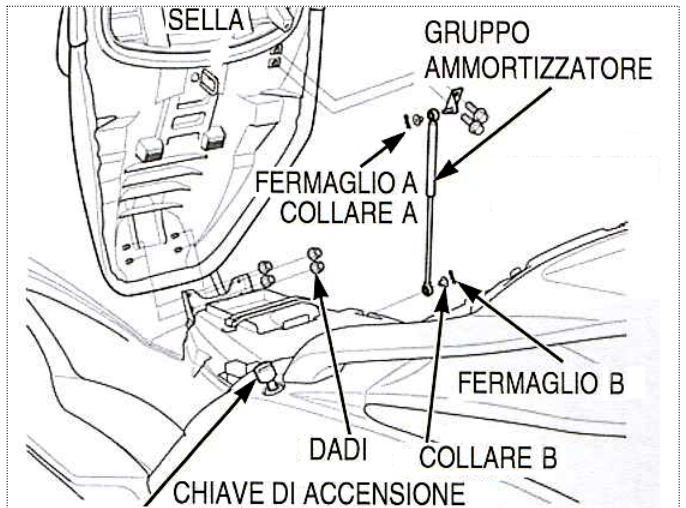 SELLA
GRUPPO
AMMORTIZZATORE
FERMAGLIO A
COLLARE A
FERMAGLIO B
DADI
COLLARE B
CHIAVE DI ACCENSIONE